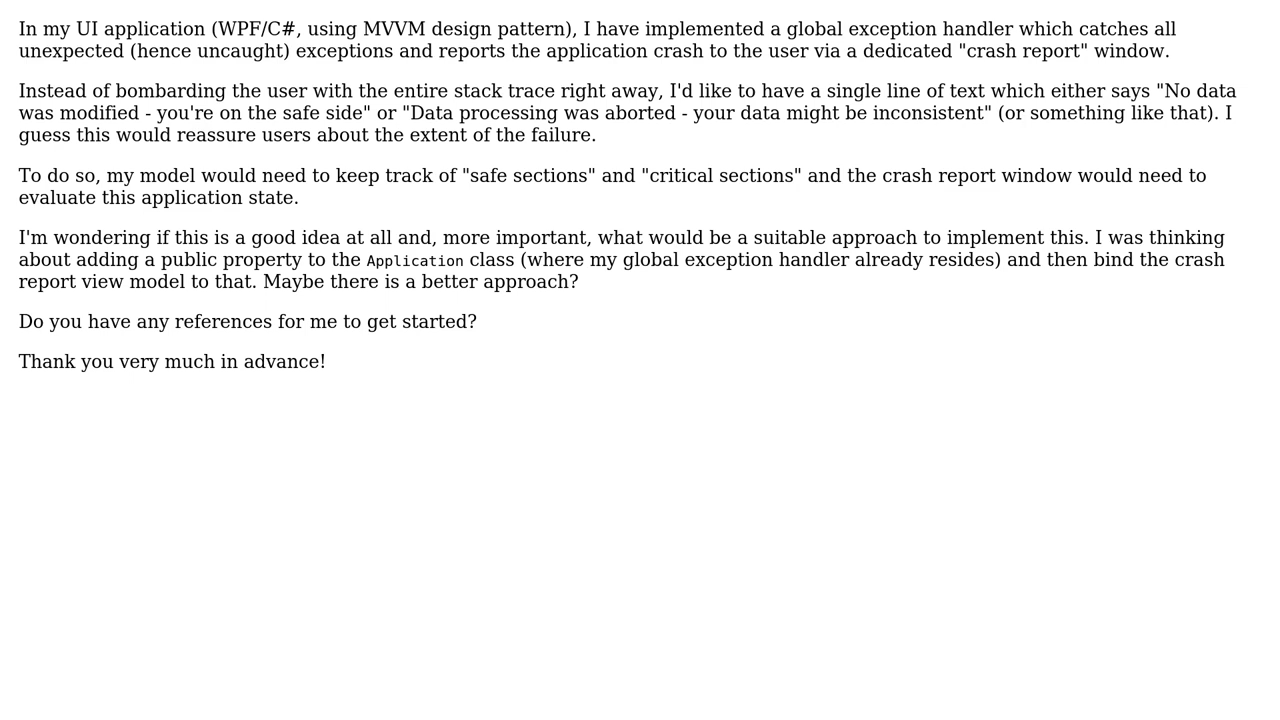 In my UI application (WPF/C#, using MVVM design pattern), I have implemented a global exception handler which catches all
unexpected (hence uncaught) exceptions and reports the application crash to the user via a dedicated "crash report" window.
Instead of bombarding the user with the entire stack trace right away, I'd like to have a single line of text which either says "No data
was modified - you're on the safe side" or "Data processing was aborted - your data might be inconsistent" (or something like that). I
guess this would reassure users about the extent of the failure.
To do so, my model would need to keep track of "safe sections" and "critical sections" and the crash report window would need to
evaluate this application state.
I'm wondering if this is a good idea at all and, more important, what would be a suitable approach to implement this. I was thinking
about adding a public property to the Application class (where my global exception handler already resides) and then bind the crash
report view model to that. Maybe there is a better approach?
Do you have any references for me to get started?
Thank you very much in advance!